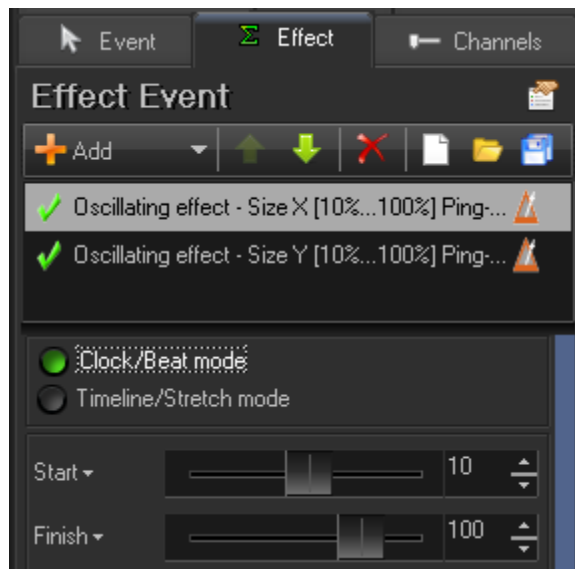 Event
Effect
Channels
Effect Event
Add
Oscillating effect - Size X [10%...100%] Ping-...
Oscillating effect - Size Y [10%...100%] Ping-...
Clock/Beat mode
Timeline/Stretch mode
Start
10
Finish
100